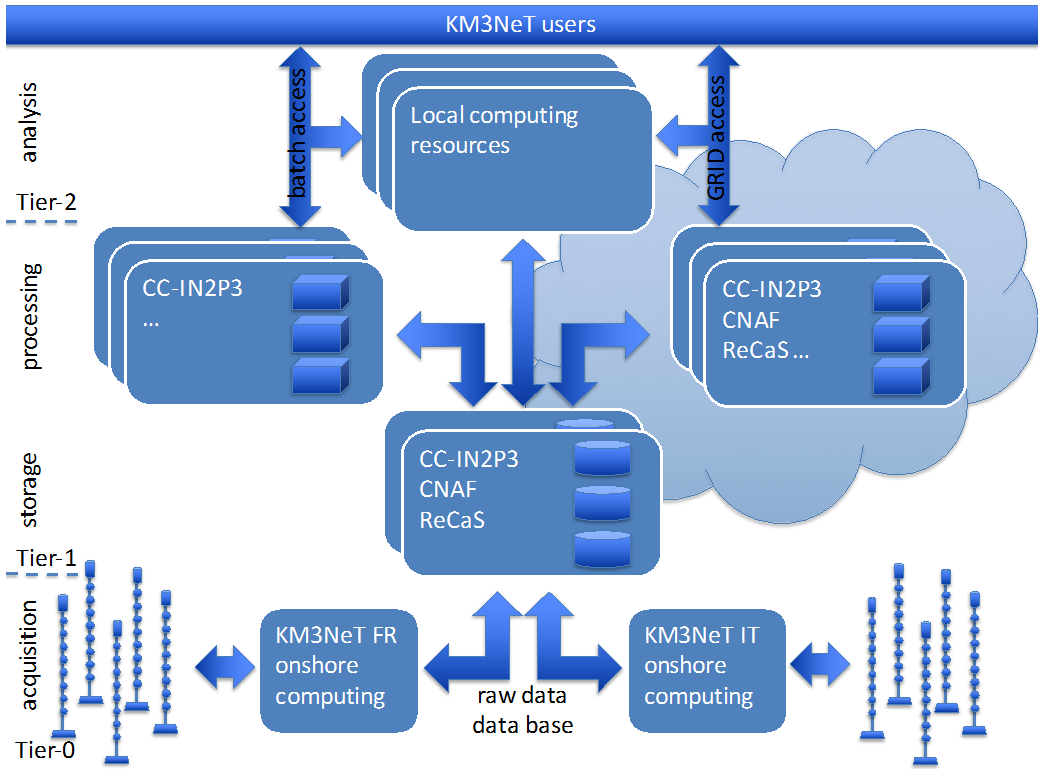 KM3NeT users
analysis
batch access
Local computing
resources
GRID access
Tier-2
processing
CC-IN2P3
...
CC-IN2P3
CNAF
ReCaS ...
storage
CC-IN2P3
CNAF
ReCaS
Tier-1
acquisition
KM3NeT FR
onshore
computing
raw data
data base
KM3NeT IT
onshore
computing
Tier-0